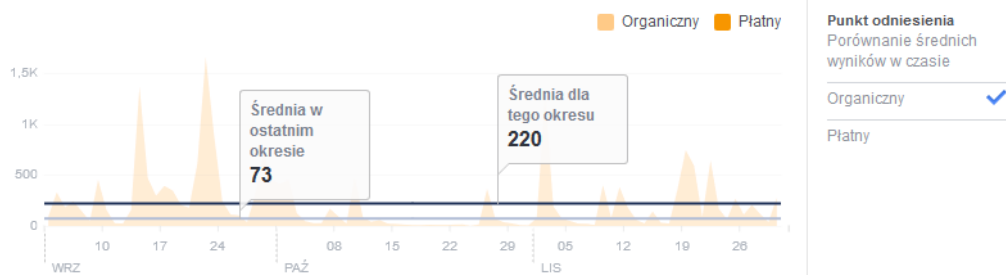 Organiczny Płatny
1,5K
1K
500
0
Średnia w
ostatnim
okresie
73
Średnia dla
tego okresu
220
10 17 24 08 15 22 29 05 12 19 26
WRZ PAŹ LIS
Punkt odniesienia
Porównanie średnich
wyników w czasie
Organiczny
Płatny